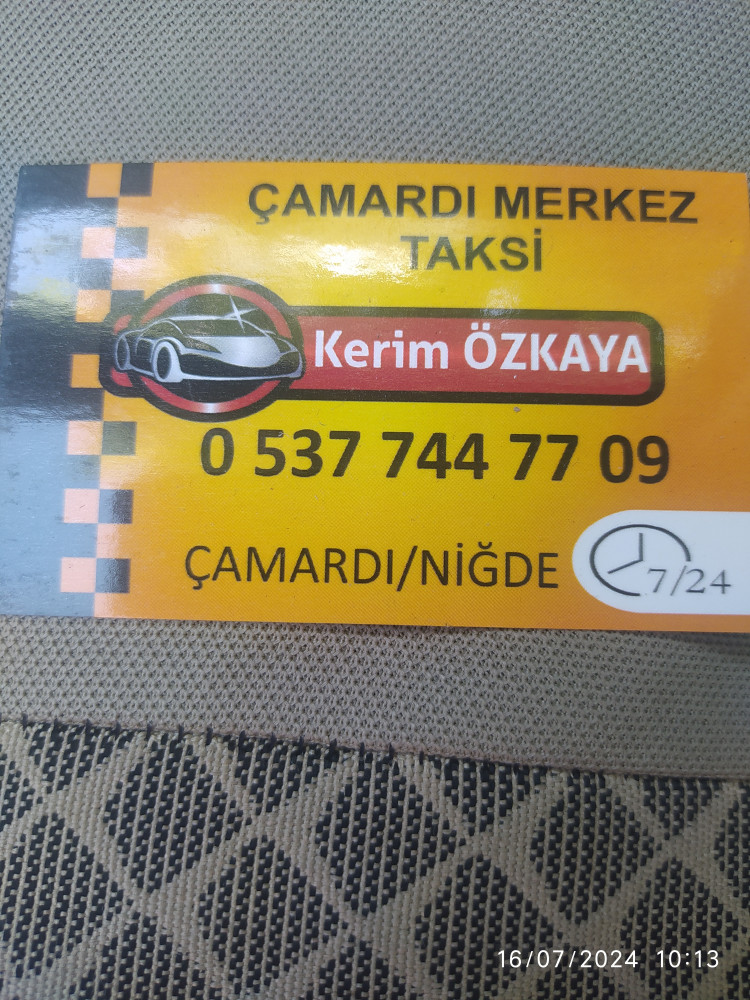 ÇAMARDI MERKEZ
TAKSİ
Kerim ÖZKAYA
0 537 744 77 09
ÇAMARDI/NİĞDE
7/24
16/07/2024 10:13